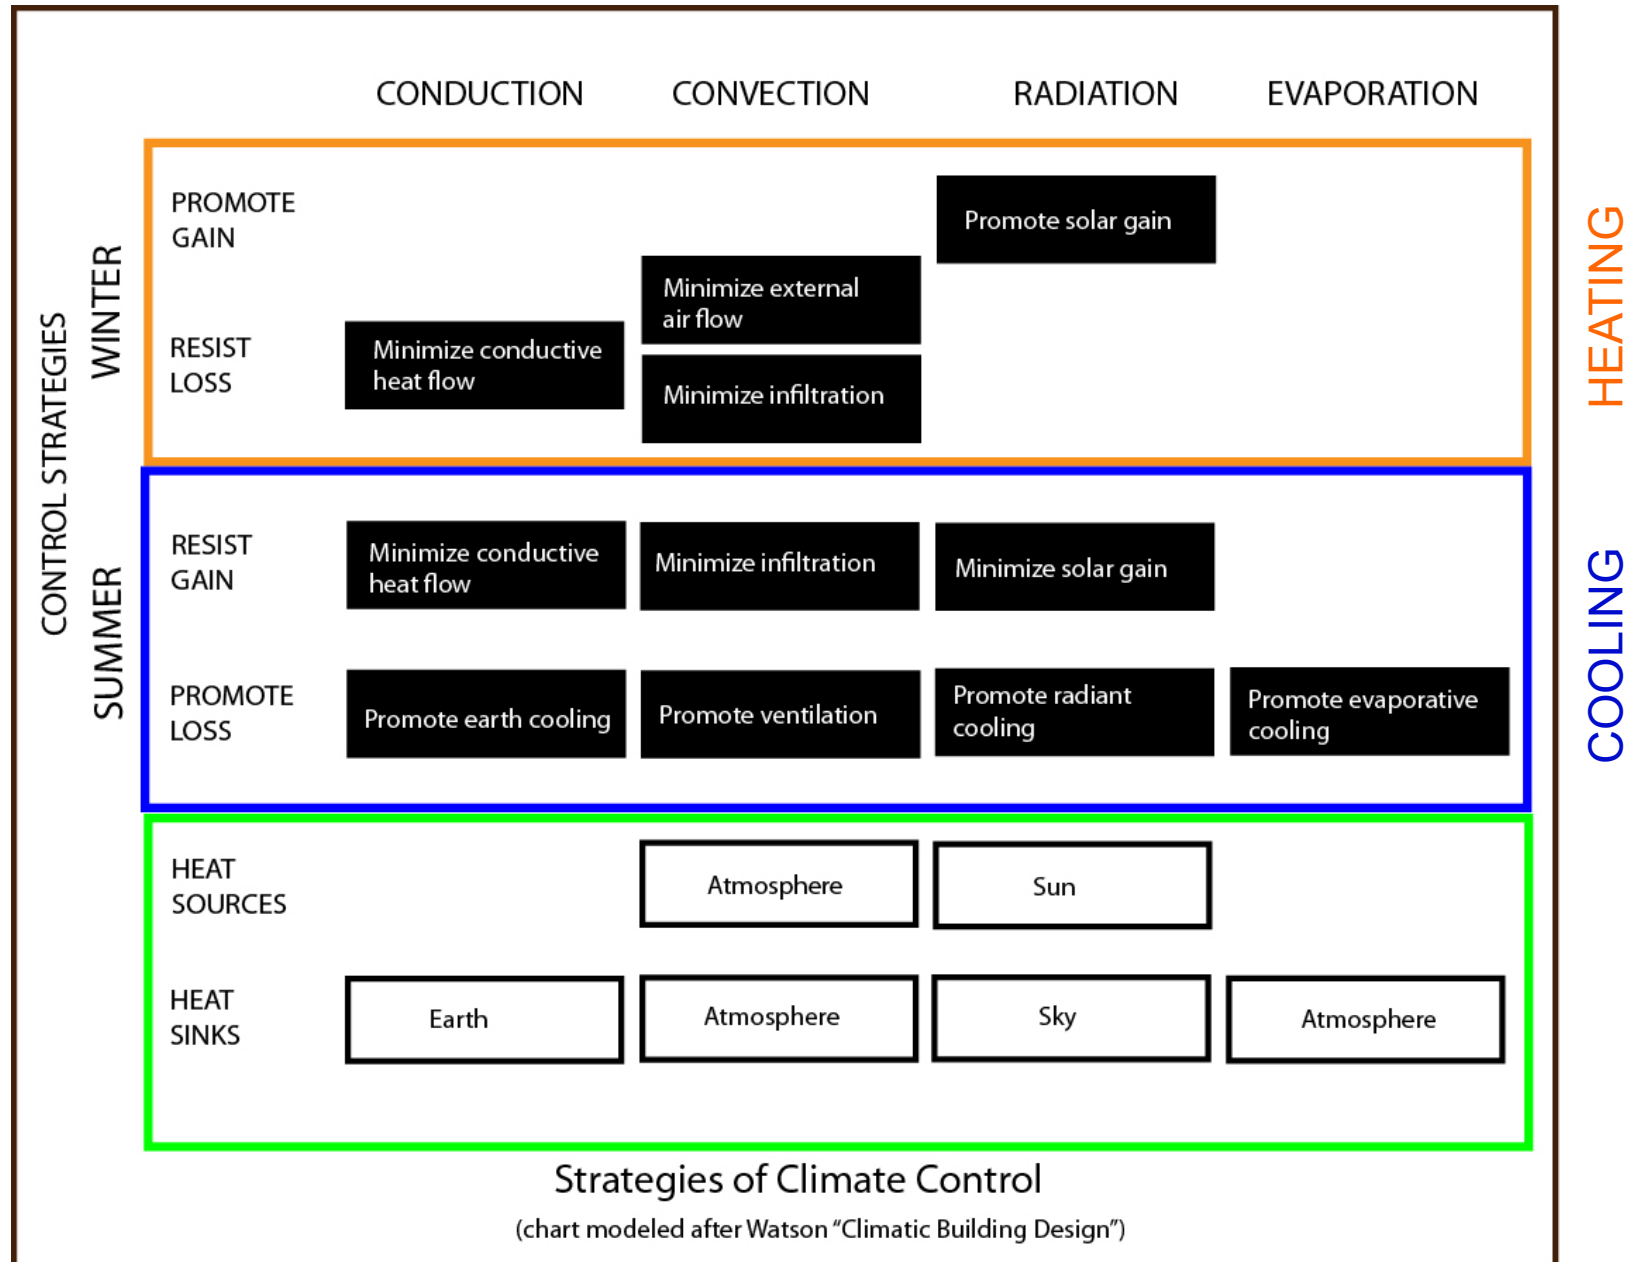 CONDUCTION CONVECTION RADIATION EVAPORATION
CONTROL STRATEGIES
WINTER
HEATING
PROMOTE
GAIN
Promote solar gain
RESIST
LOSS
Minimize conductive
heat flow
Minimize external
air flow
Minimize infiltration
SUMMER
COOLING
RESIST
GAIN
Minimize conductive
heat flow
Minimize infiltration
Minimize solar gain
PROMOTE
LOSS
Promote earth cooling
Promote ventilation
Promote radiant
cooling
Promote evaporative
cooling
HEAT
SOURCES
Atmosphere
Sun
HEAT
SINKS
Earth
Atmosphere
Sky
Atmosphere
Strategies of Climate Control
(chart modeled after Watson “Climatic Building Design”)